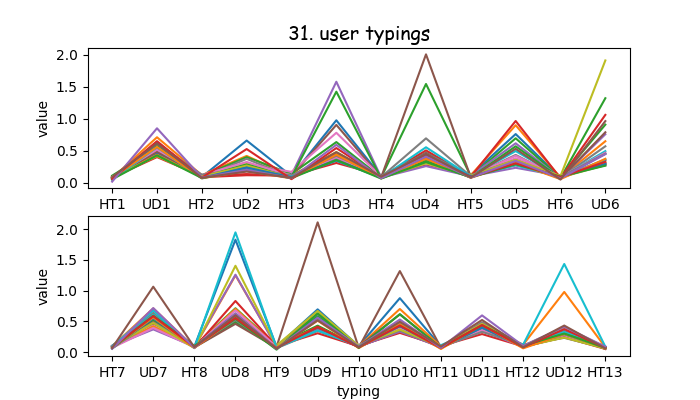 31. user typings
value
2.0
1.5
1.0
0.5
0.0
HT1 UD1 HT2 UD2 HT3 UD3 HT4 UD4 HT5 UD5 HT6 UD6
value
2.0
1.5
1.0
0.5
0.0
HT7 UD7 HT8 UD8 HT9 UD9 HT10 UD10 HT11 UD11 HT12 UD12 HT13
typing